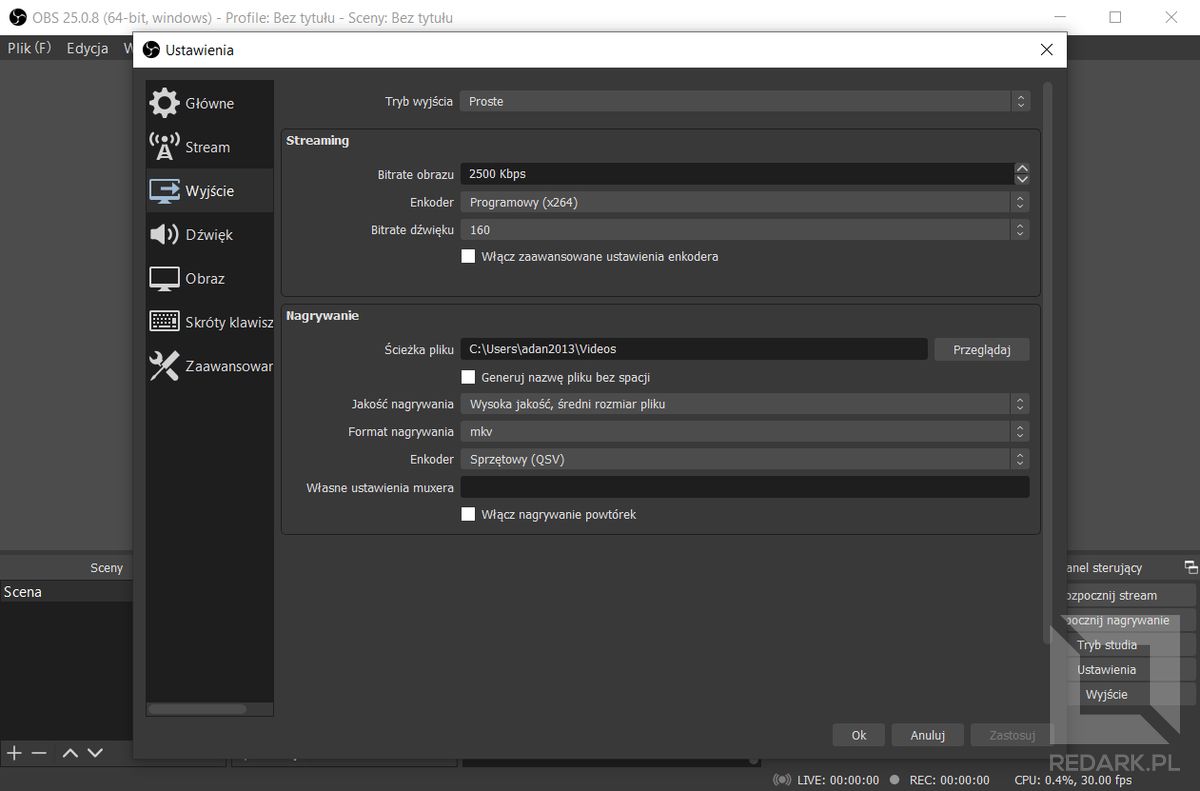 OBS 25.0.8 (64-bit, windows) - Profile: Bez tytułu - Sceny: Bez tytułu
Plik (F) Edycja W
Ustawienia
Główne
Stream
Wyjście
Dźwięk
Obraz
Skróty klawisz
Zaawansowar
Tryb wyjścia Proste
Streaming
Bitrate obrazu 2500 Kbps
Enkoder Programowy (x264)
Bitrate dźwięku 160
Włącz zaawansowane ustawienia enkodera
Nagrywanie
Ścieżka pliku C:\Users\adan2013\Videos Przeglądaj
Generuj nazwę pliku bez spacji
Jakość nagrywania Wysoka jakość, średni rozmiar pliku
Format nagrywania mkv
Enkoder Sprzętowy (QSV)
Własne ustawienia muxera
Włącz nagrywanie powtórek
Ok Anuluj Zastosuj
Sceny
Scena
anel sterujący
ozpocznij stream
pocznij nagrywanie
Tryb studia
Ustawienia
Wyjście
REDARK.PL
LIVE: 00:00:00 REC: 00:00:00 CPU: 0.4%, 30.00 fps